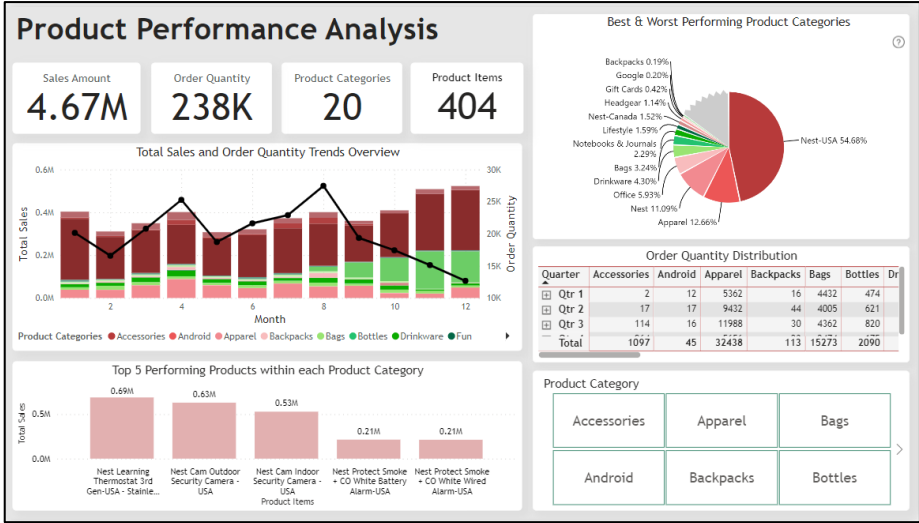 Product Performance Analysis
Sales Amount
4.67M
Order Quantity
238K
Product Categories
20
Product Items
404
Total Sales and Order Quantity Trends Overview
0.6M
0.4M
0.2M
0.0M
Total Sales
30K
25K
20K
15K
10K
Order Quantity
2 4 6 8 10 12
Month
Product Categories Accessories Android Apparel Backpacks Bags Bottles Drinkware Fun
Top 5 Performing Products within each Product Category
Total Sales
0.5M
0.0M
0.69M
0.63M
0.53M
0.21M
0.21M
Nest Learning
Thermostat 3rd
Gen-USA - Stainle...
Nest Cam Outdoor
Security Camera -
USA
Nest Cam Indoor
Security Camera -
USA
Nest Protect Smoke
+ CO White Battery
Alarm-USA
Nest Protect Smoke
+ CO White Wired
Alarm-USA
Product Items
Best & Worst Performing Product Categories
?
Backpacks 0.19%
Google 0.20%
Gift Cards 0.42%
Headgear 1.14%
Nest-Canada 1.52%
Lifestyle 1.59%
Notebooks & Journals
2.29%
Bags 3.24%
Drinkware 4.30%
Office 5.93%
Nest 11.09%
Apparel 12.66%
Nest-USA 54.68%
Order Quantity Distribution
Quarter Accessories Android Apparel Backpacks Bags Bottles Dr
Qtr 1 2 12 5362 16 4432 474
Qtr 2 17 17 9432 44 4005 621
Qtr 3 114 16 11988 30 4362 820
Total 1097 45 32438 113 15273 2090
Product Category
Accessories Apparel Bags
Android Backpacks Bottles